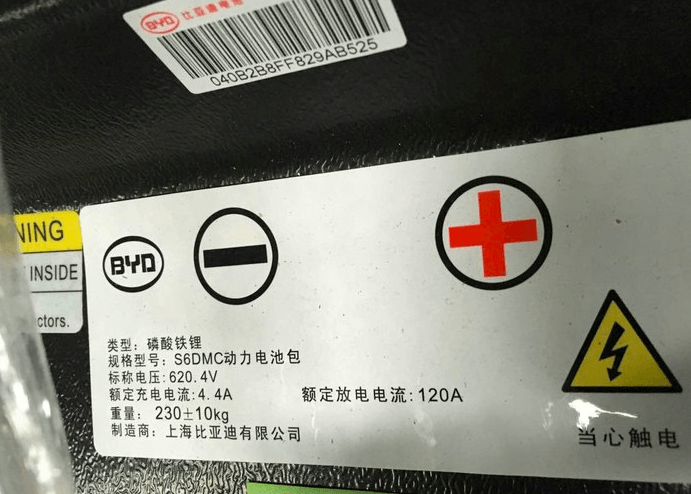 BYD 比亚迪电池
040B2B8FF829AB525
NING
INSIDE
ctors.
BYD
类型: 磷酸铁锂
规格型号: S6DMC动力电池包
标称电压:620.4V
额定充电电流:4.4A
额定放电电流:120A
重量: 230±10kg
制造商: 上海比亚迪有限公司
当心触电